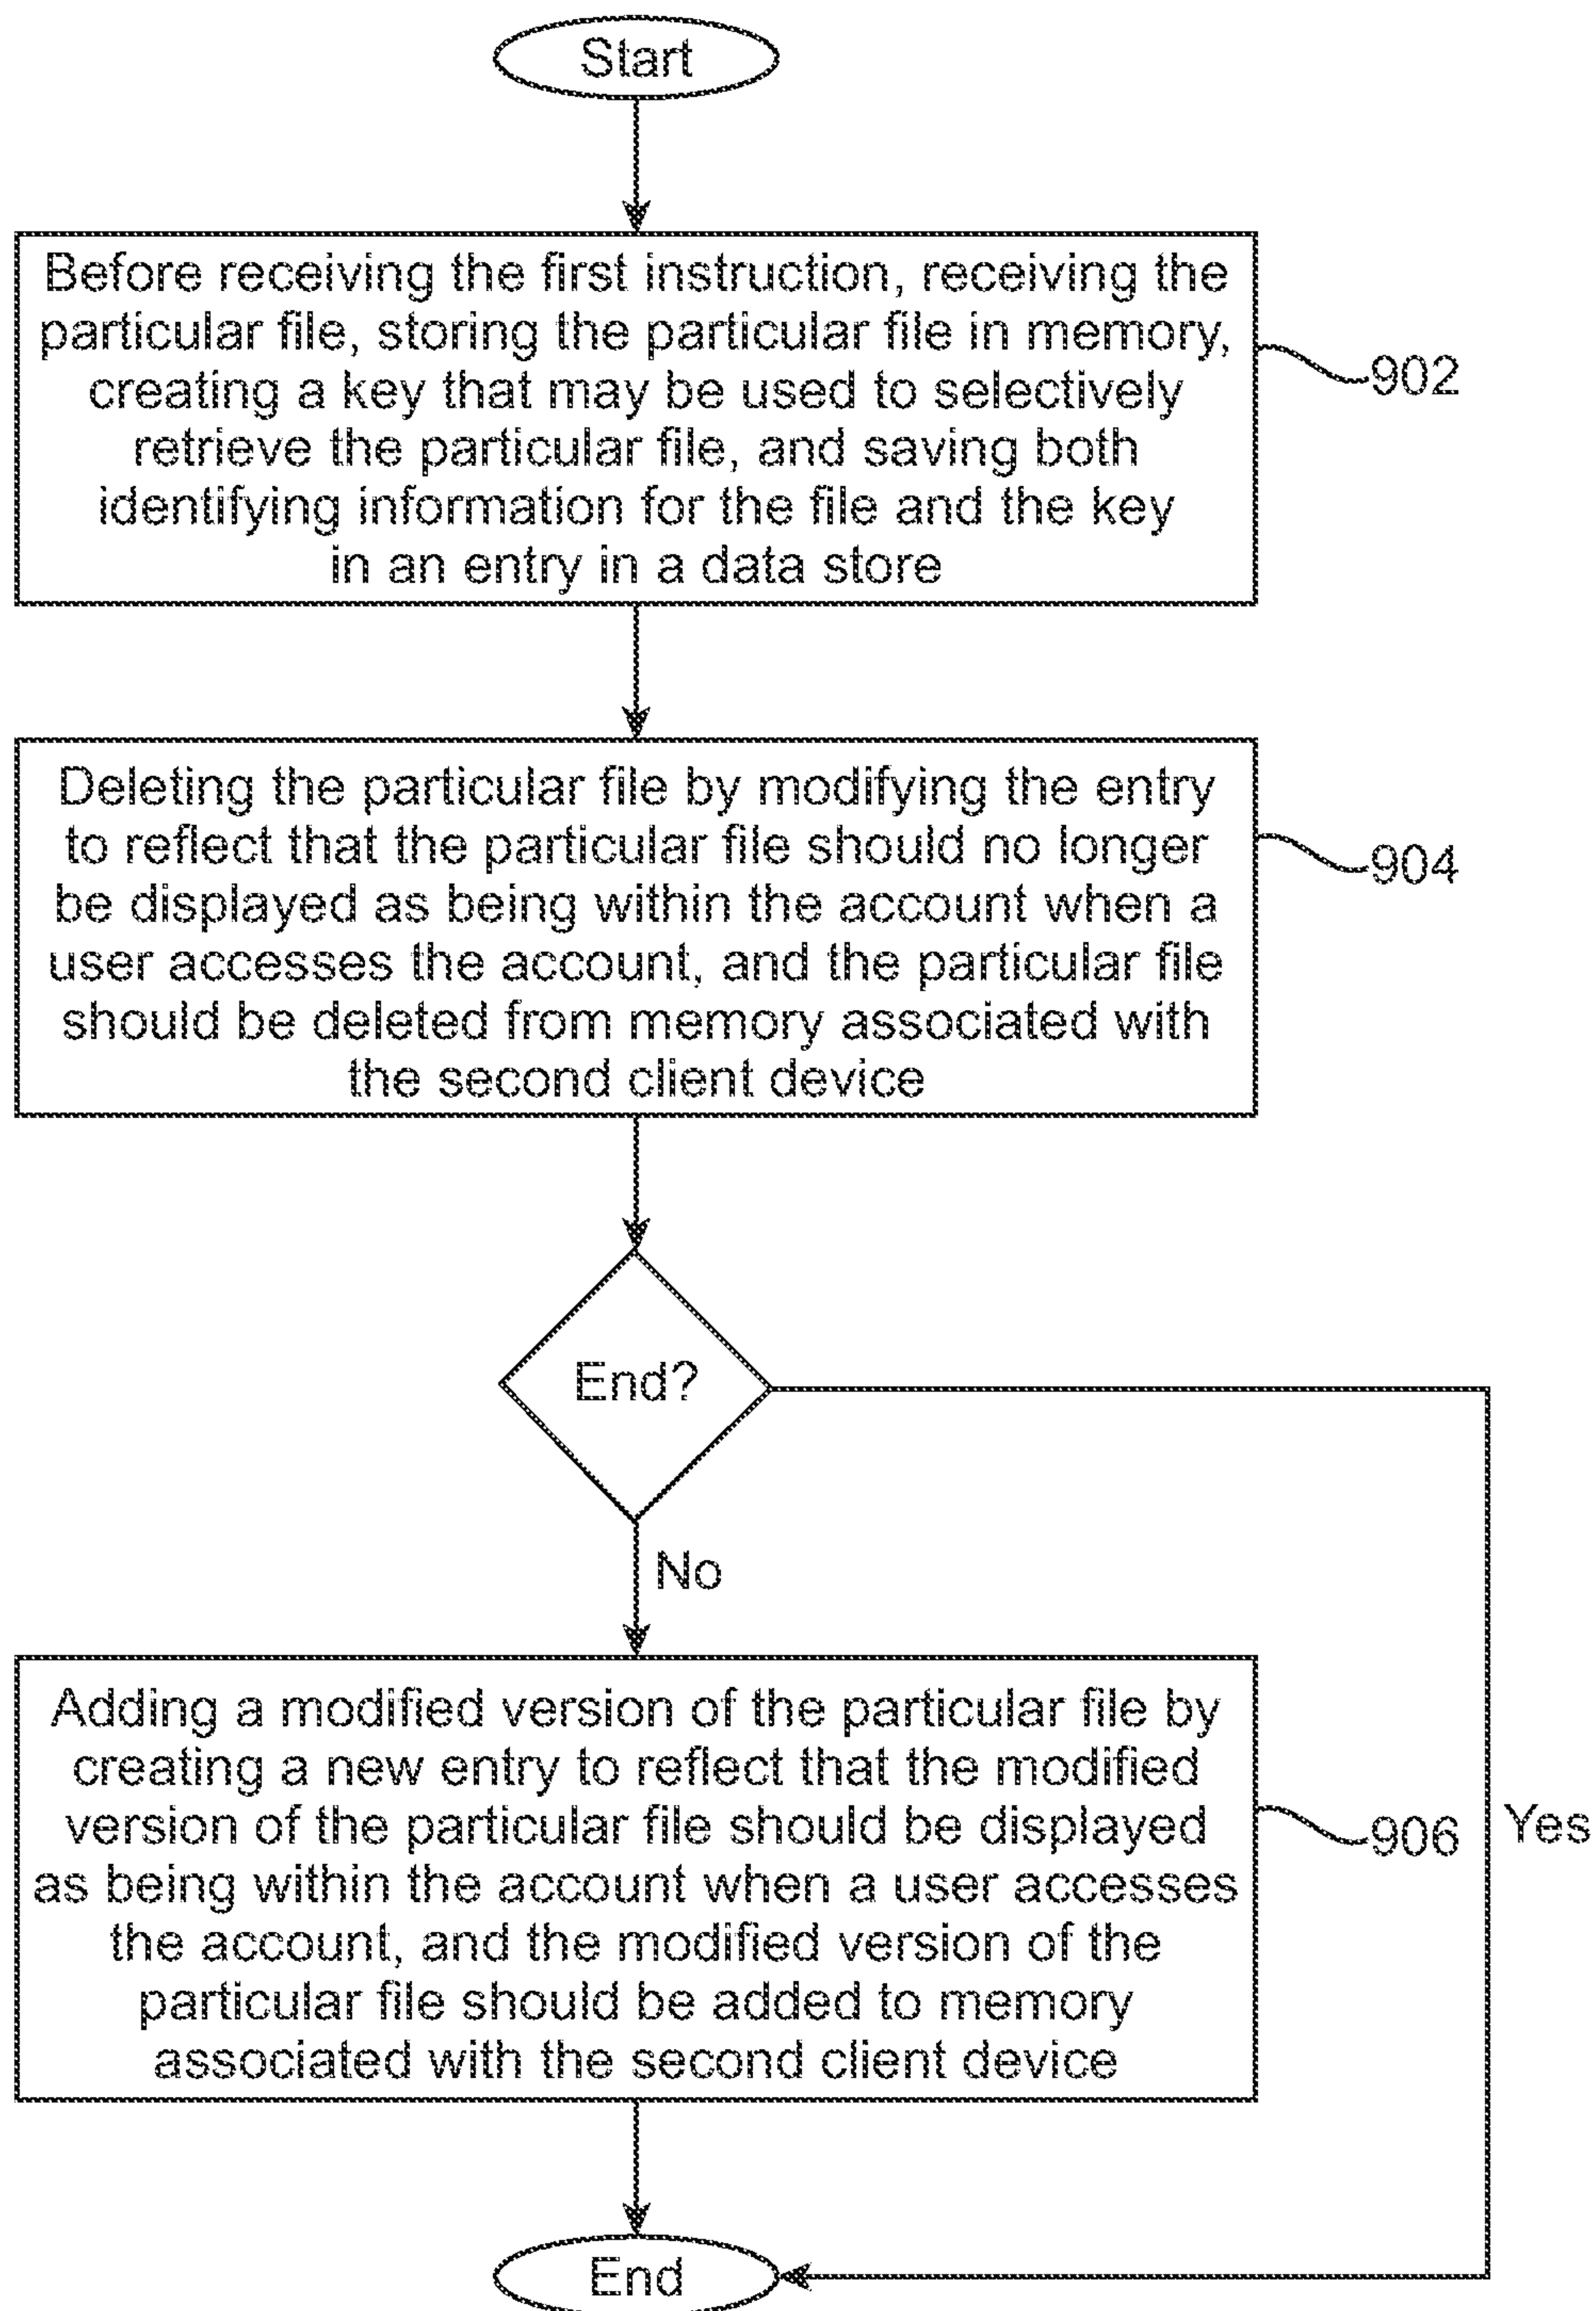 Start
Before receiving the first instruction, receiving the
particular file, storing the particular file in memory,
creating a key that may be used to selectively
retrieve the particular file, and saving both
identifying information for the file and the key
in an entry in a data store
902
Deleting the particular file by modifying the entry
to reflect that the particular file should no longer
be displayed as being within the account when a
user accesses the account, and the particular file
should be deleted from memory associated with
the second client device
904
End?
No
Adding a modified version of the particular file by
creating a new entry to reflect that the modified
version of the particular file should be displayed
as being within the account when a user accesses
the account, and the modified version of the
particular file should be added to memory
associated with the second client device
906
Yes
End